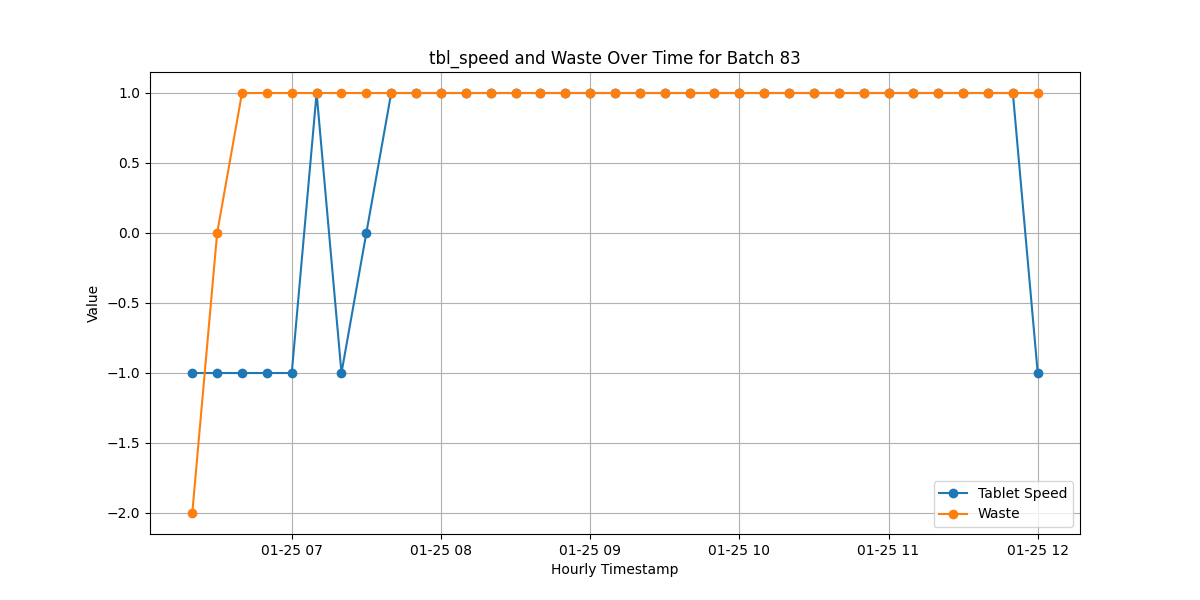 tbl_speed and Waste Over Time for Batch 83
Value
1.0
0.5
0.0
−0.5
−1.0
−1.5
−2.0
Tablet Speed
Waste
01-25 07
01-25 08
01-25 09
01-25 10
01-25 11
01-25 12
Hourly Timestamp